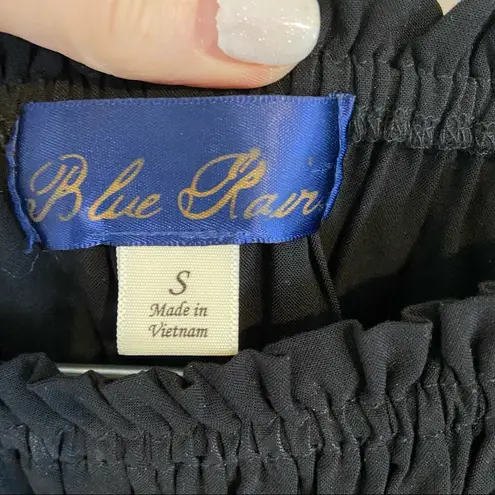 Blue Rain
S
Made in
Vietnam